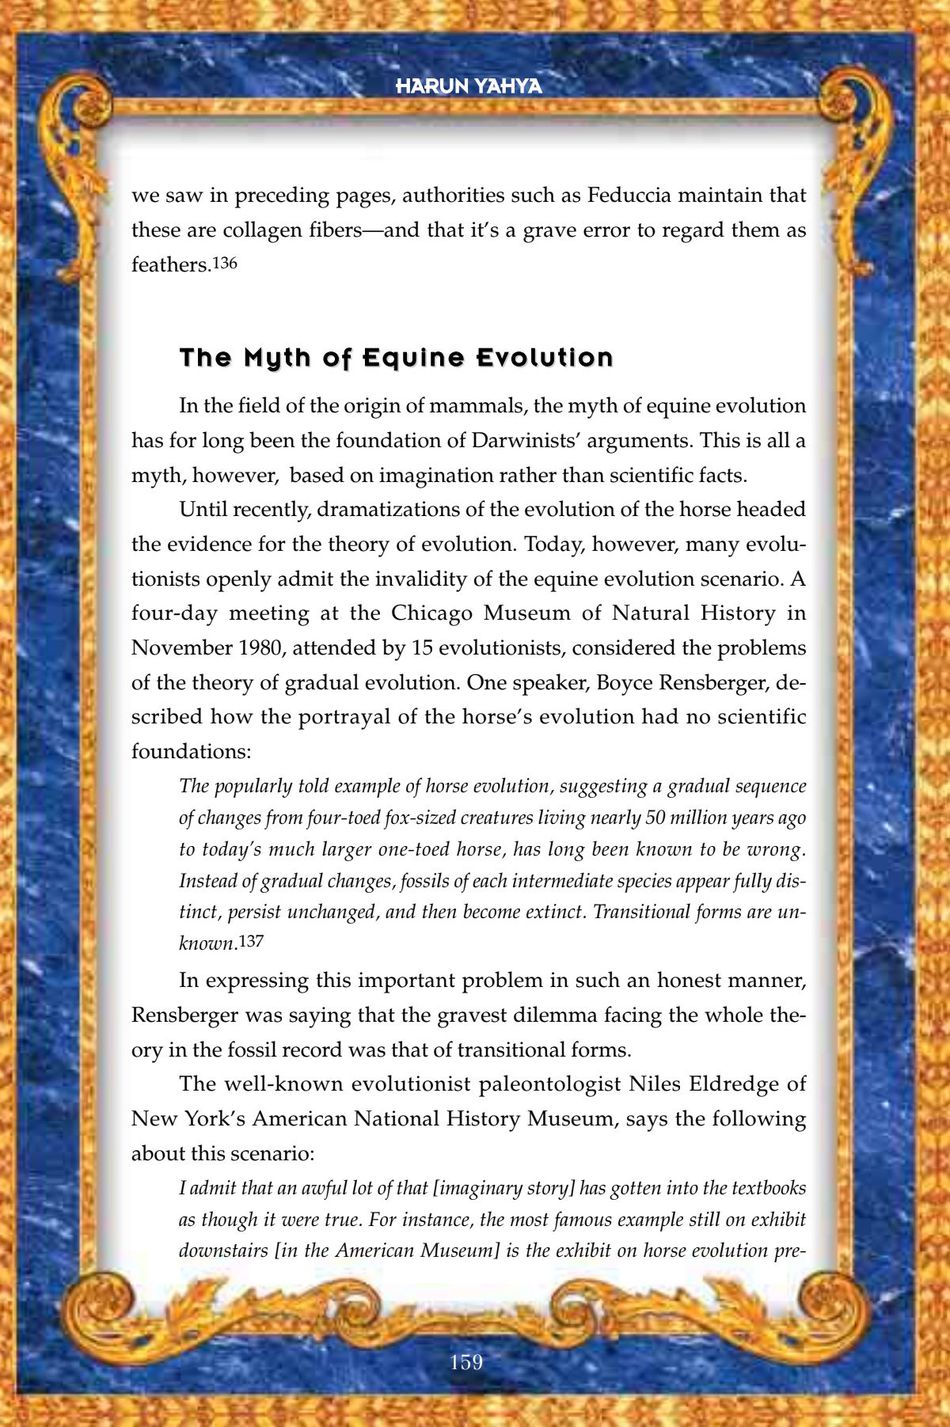 HARUN YAHYA
we saw in preceding pages, authorities such as Feduccia maintain that
these are collagen fibers—and that it's a grave error to regard them as
feathers.136
The Myth of Equine Evolution
In the field of the origin of mammals, the myth of equine evolution
has for long been the foundation of Darwinists' arguments. This is all a
myth, however, based on imagination rather than scientific facts.
Until recently, dramatizations of the evolution of the horse headed
the evidence for the theory of evolution. Today, however, many evolu-
tionists openly admit the invalidity of the equine evolution scenario. A
four-day meeting at the Chicago Museum of Natural History in
November 1980, attended by 15 evolutionists, considered the problems
of the theory of gradual evolution. One speaker, Boyce Rensberger, de-
scribed how the portrayal of the horse's evolution had no scientific
foundations:
The popularly told example of horse evolution, suggesting a gradual sequence
of changes from four-toed fox-sized creatures living nearly 50 million years ago
to today's much larger one-toed horse, has long been known to be wrong.
Instead of gradual changes, fossils of each intermediate species appear fully dis-
tinct, persist unchanged, and then become extinct. Transitional forms are un-
known.137
In expressing this important problem in such an honest manner,
Rensberger was saying that the gravest dilemma facing the whole the-
ory in the fossil record was that of transitional forms.
The well-known evolutionist paleontologist Niles Eldredge of
New York's American National History Museum, says the following
about this scenario:
I admit that an awful lot of that [imaginary story] has gotten into the textbooks
as though it were true. For instance, the most famous example still on exhibit
downstairs [in the American Museum] is the exhibit on horse evolution pre-
159